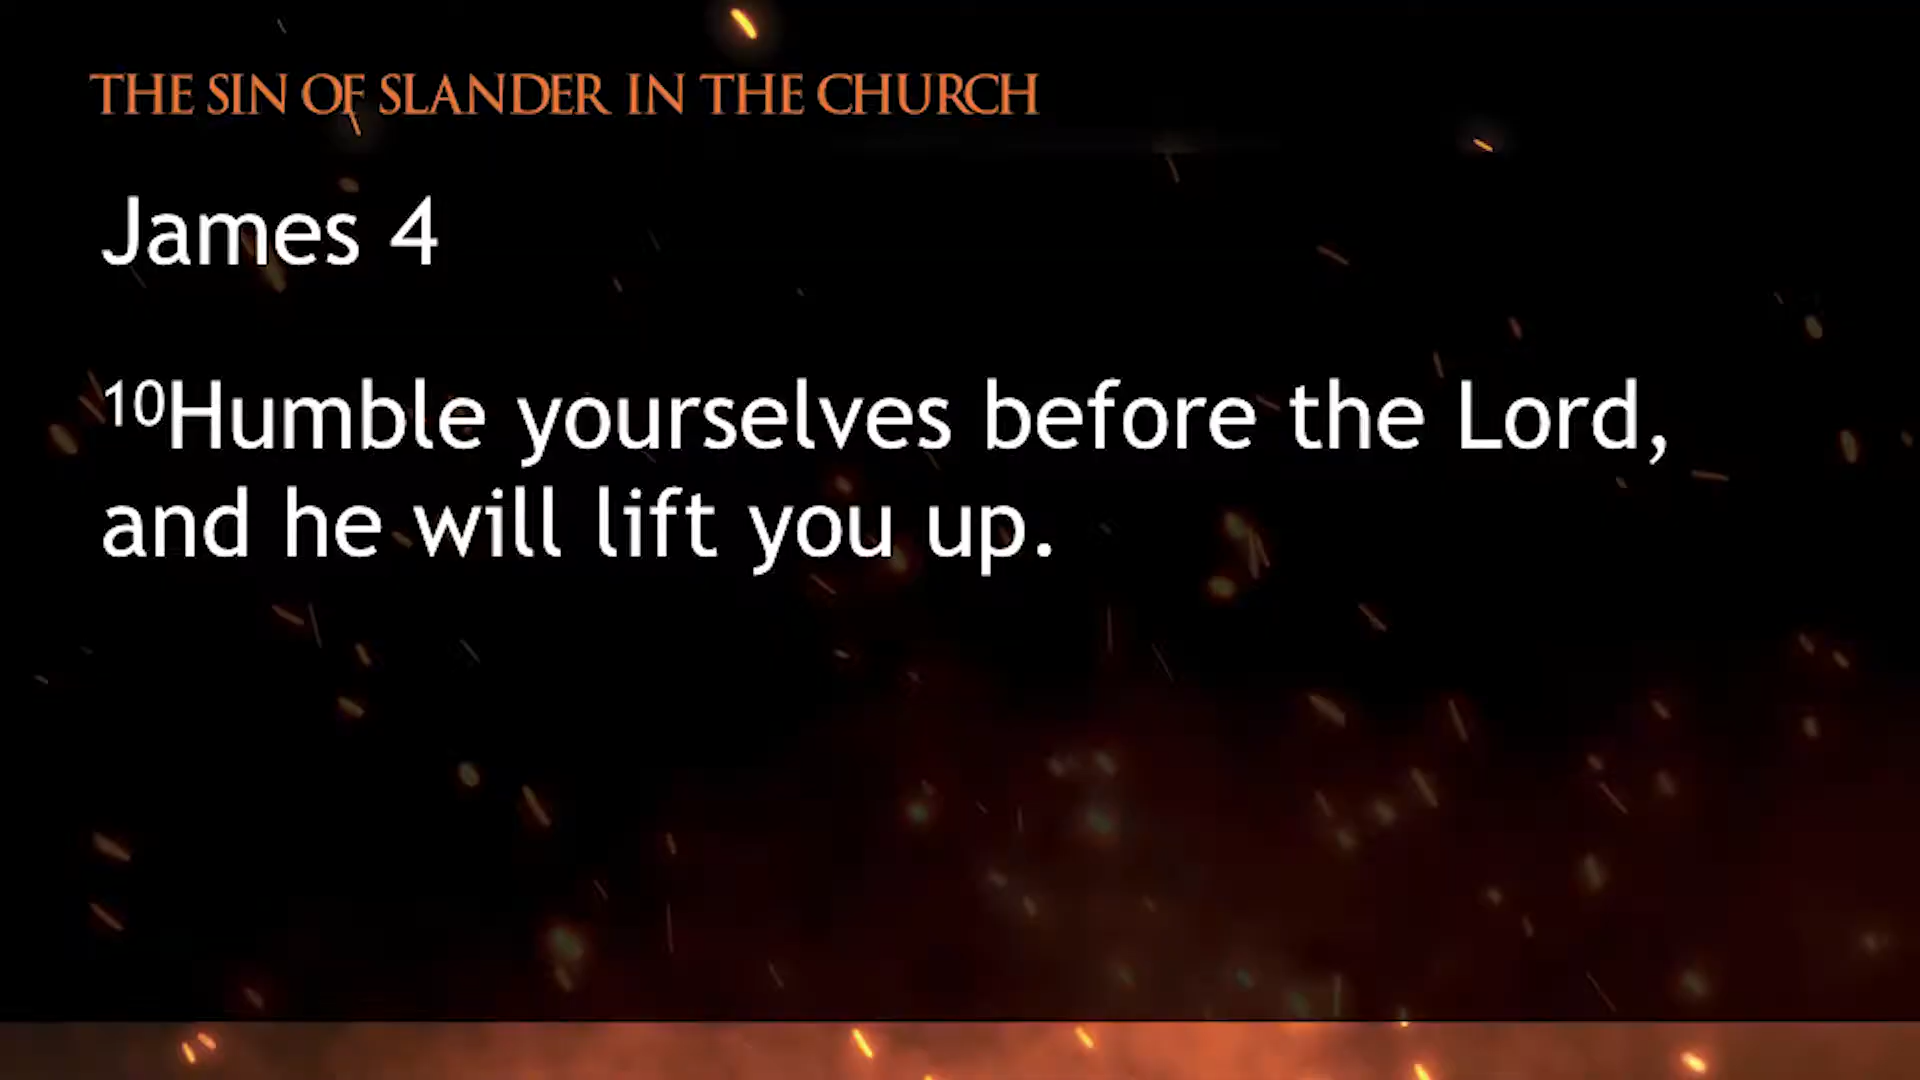 THE SIN OF SLANDER IN THE CHURCH
James 4
10Humble yourselves before the Lord,
and he will lift you up.